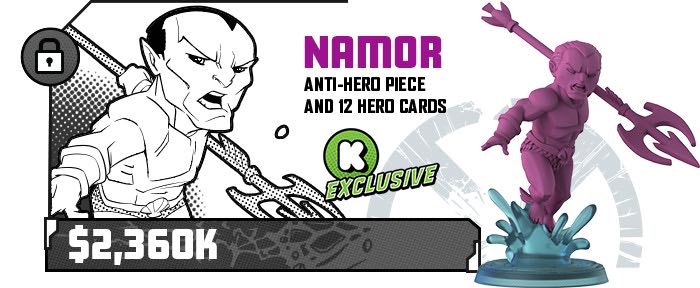 NAMOR
ANTI-HERO PIECE
AND 12 HERO CARDS
K
EXCLUSIVE
$2,360K